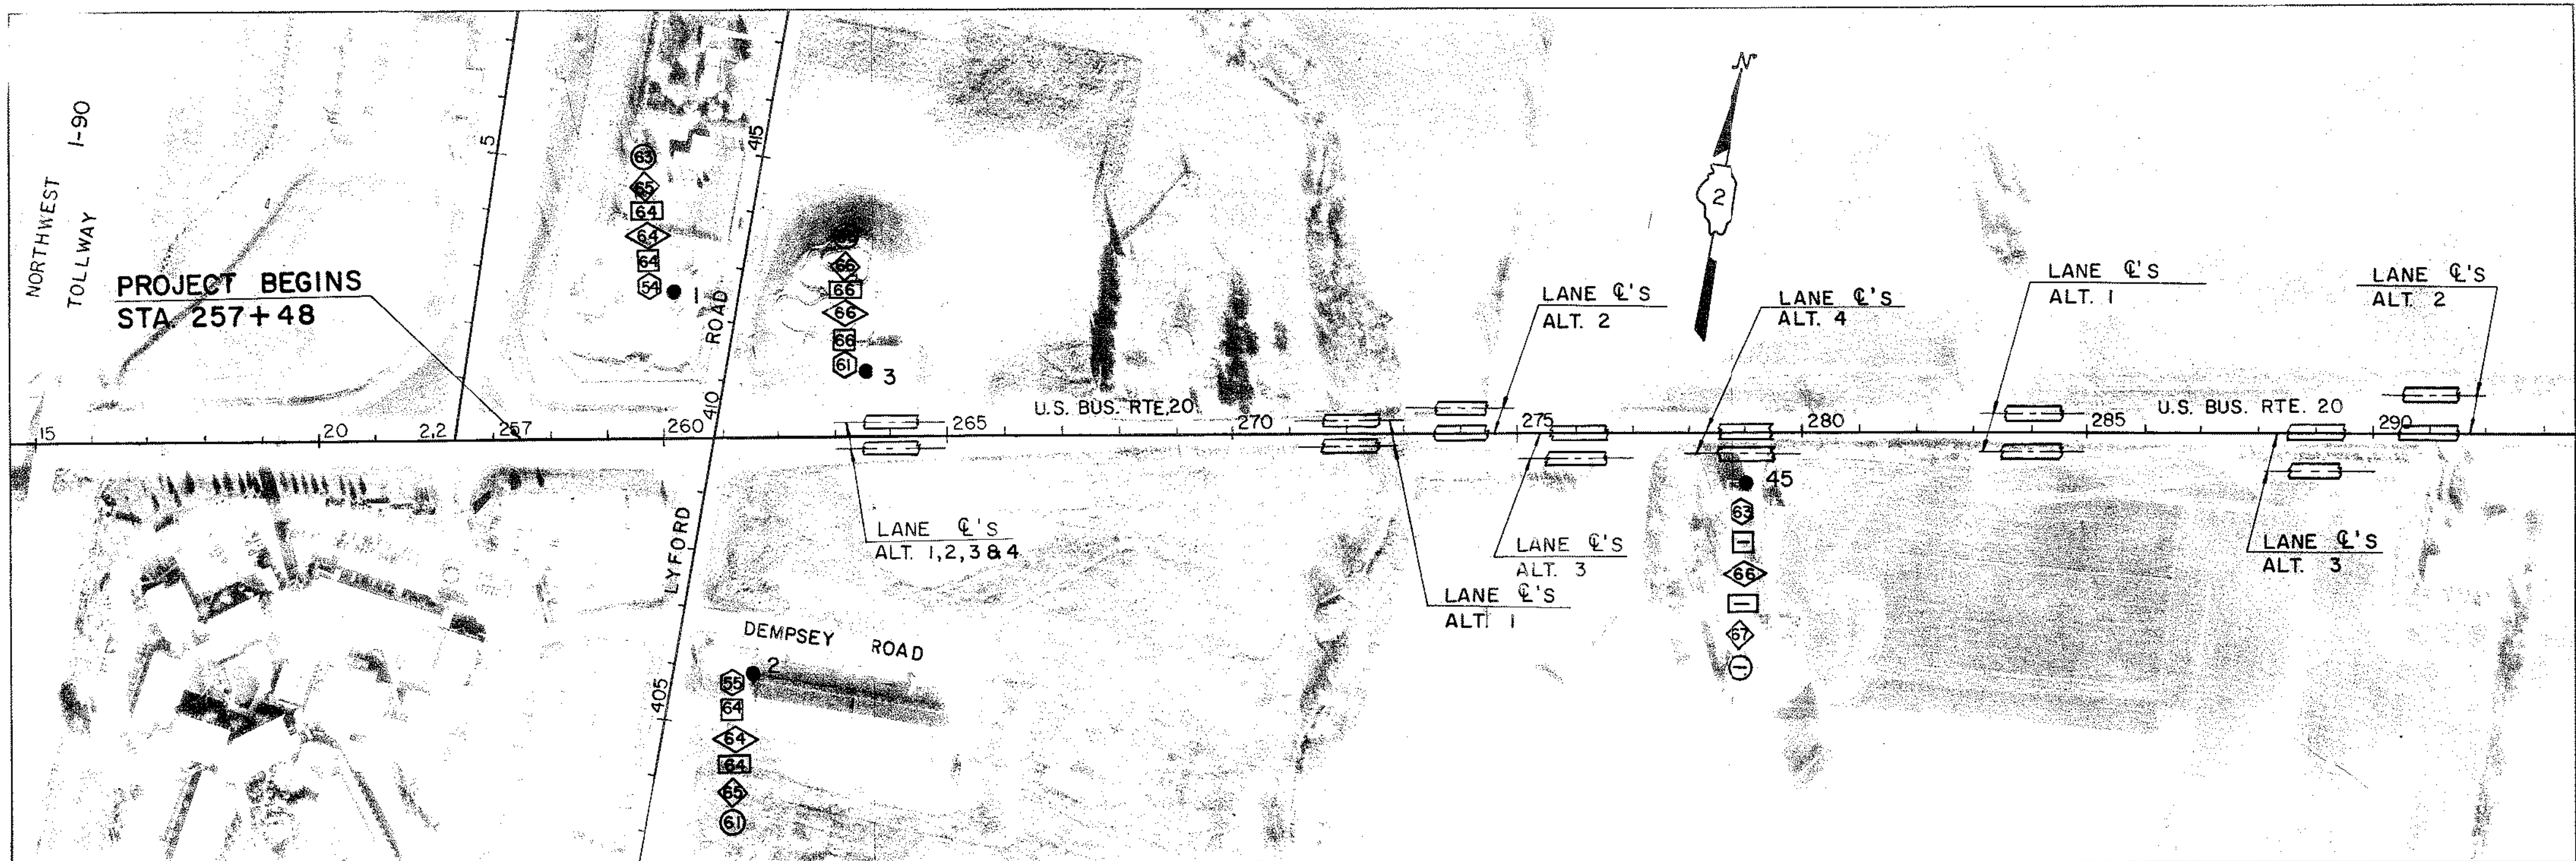 NORTHWEST
TOLLWAY I-90
PROJECT BEGINS
STA 257+48
5
415
63
65
64
64
64
54
1
ROAD
410
66
66
66
66
61
3
N
2
LANE ℄'S
ALT. 2
LANE ℄'S
ALT. 4
LANE ℄'S
ALT. 1
LANE ℄'S
ALT. 2
U.S. BUS. RTE. 20
U.S. BUS. RTE. 20
15
20
2,2
257
260
265
270
275
280
285
290
LANE ℄'S
ALT. 1,2,3 & 4
LANE ℄'S
ALT. 3
LANE ℄'S
ALT. 1
45
63
-
66
-
67
-
LANE ℄'S
ALT. 3
LYFORD
405
DEMPSEY ROAD
2
55
64
64
64
65
61